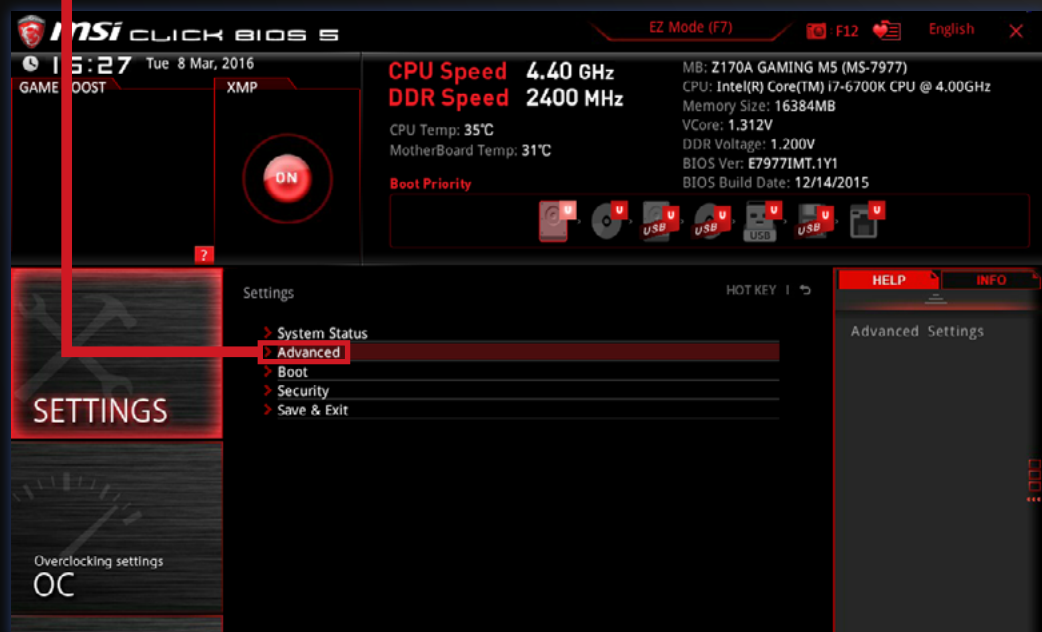 msi CLICK BIOS 5
EZ Mode (F7)
F12
English
X
:27 Tue 8 Mar, 2016
GAME OOST
XMP
ON
?
CPU Speed 4.40 GHz
DDR Speed 2400 MHz
CPU Temp: 35°C
MotherBoard Temp: 31°C
MB: Z170A GAMING M5 (MS-7977)
CPU: Intel(R) Core(TM) i7-6700K CPU @ 4.00GHz
Memory Size: 16384MB
VCore: 1.312V
DDR Voltage: 1.200V
BIOS Ver: E7977IMT.1Y1
BIOS Build Date: 12/14/2015
Boot Priority
U U U U U U U
USB USB USB USB
SETTINGS
Overclocking settings
OC
Settings
HOT KEY |
> System Status
> Advanced
> Boot
> Security
> Save & Exit
HELP
INFO
Advanced Settings